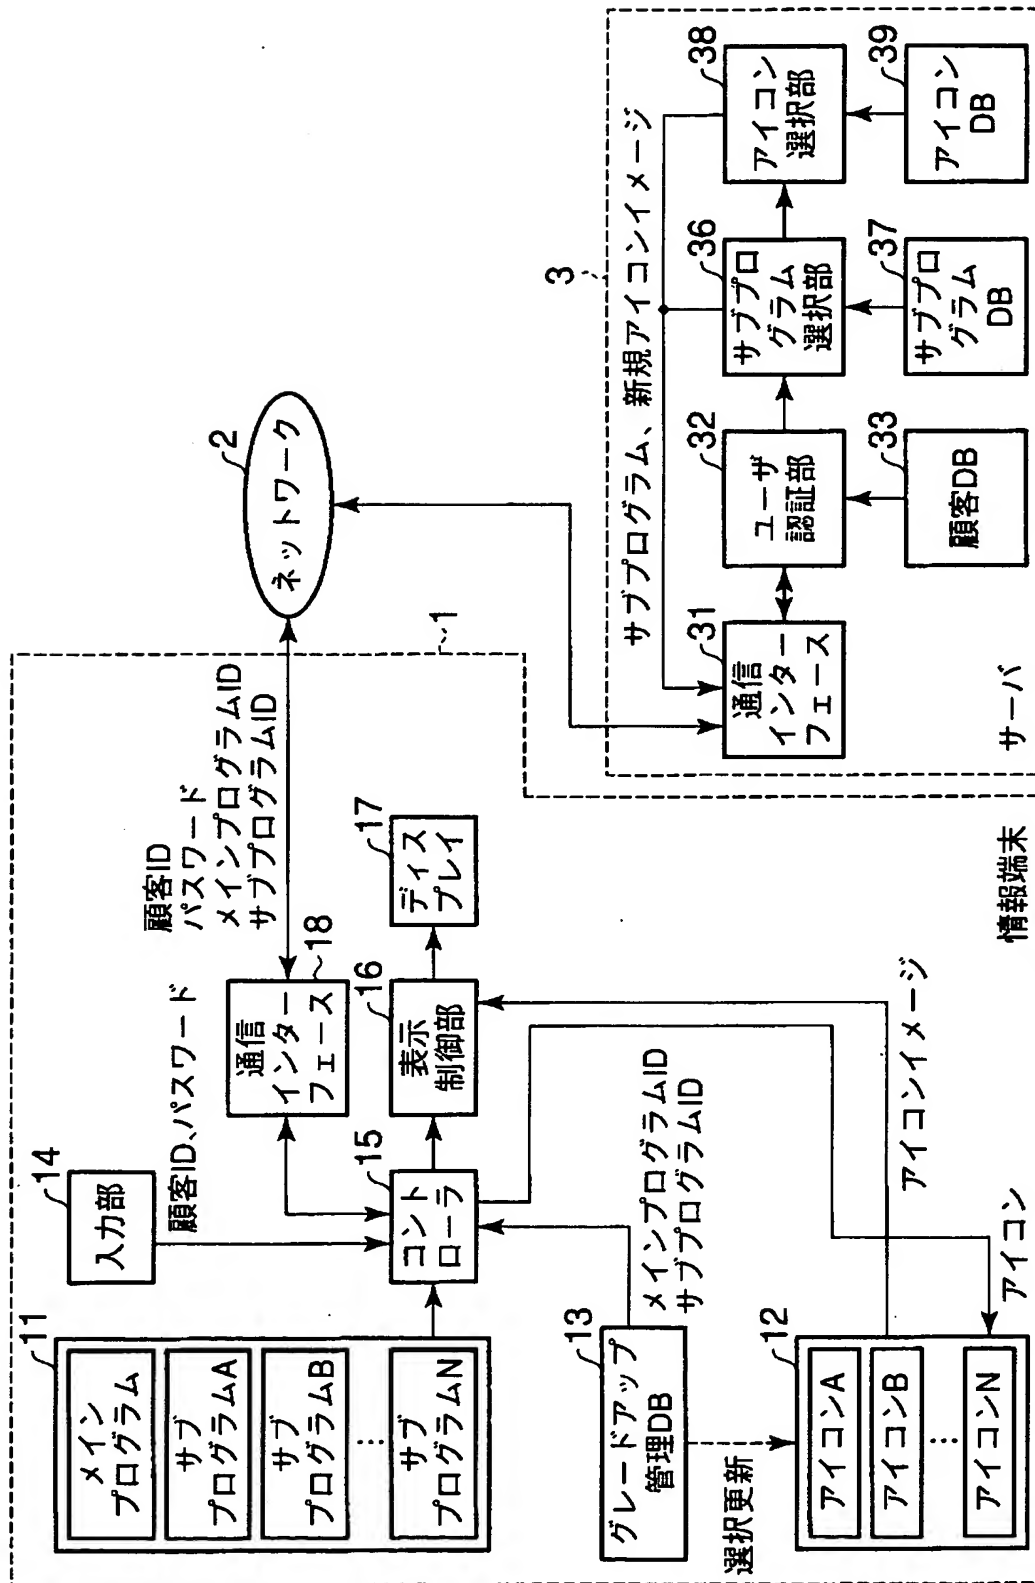 11
メイン
プログラム
サブ
プログラムA
サブ
プログラムB
…
サブ
プログラムN
14
入力部
顧客ID、パスワード
15
コント
ローラ
18
通信
インター
フェース
顧客ID
パスワード
メインプログラムID
サブプログラムID
16
表示
制御部
17
ディス
プレイ
1
2
ネットワーク
13
グレードアップ
管理DB
メインプログラムID
サブプログラムID
選択更新
12
アイコンA
アイコンB
…
アイコンN
アイコン
アイコンイメージ
情報端末
3
サブプログラム、新規アイコンイメージ
31
通信
インター
フェース
32
ユーザ
認証部
33
顧客DB
36
サブプロ
グラム
選択部
37
サブプロ
グラム
DB
38
アイコン
選択部
39
アイコン
DB
サーバ